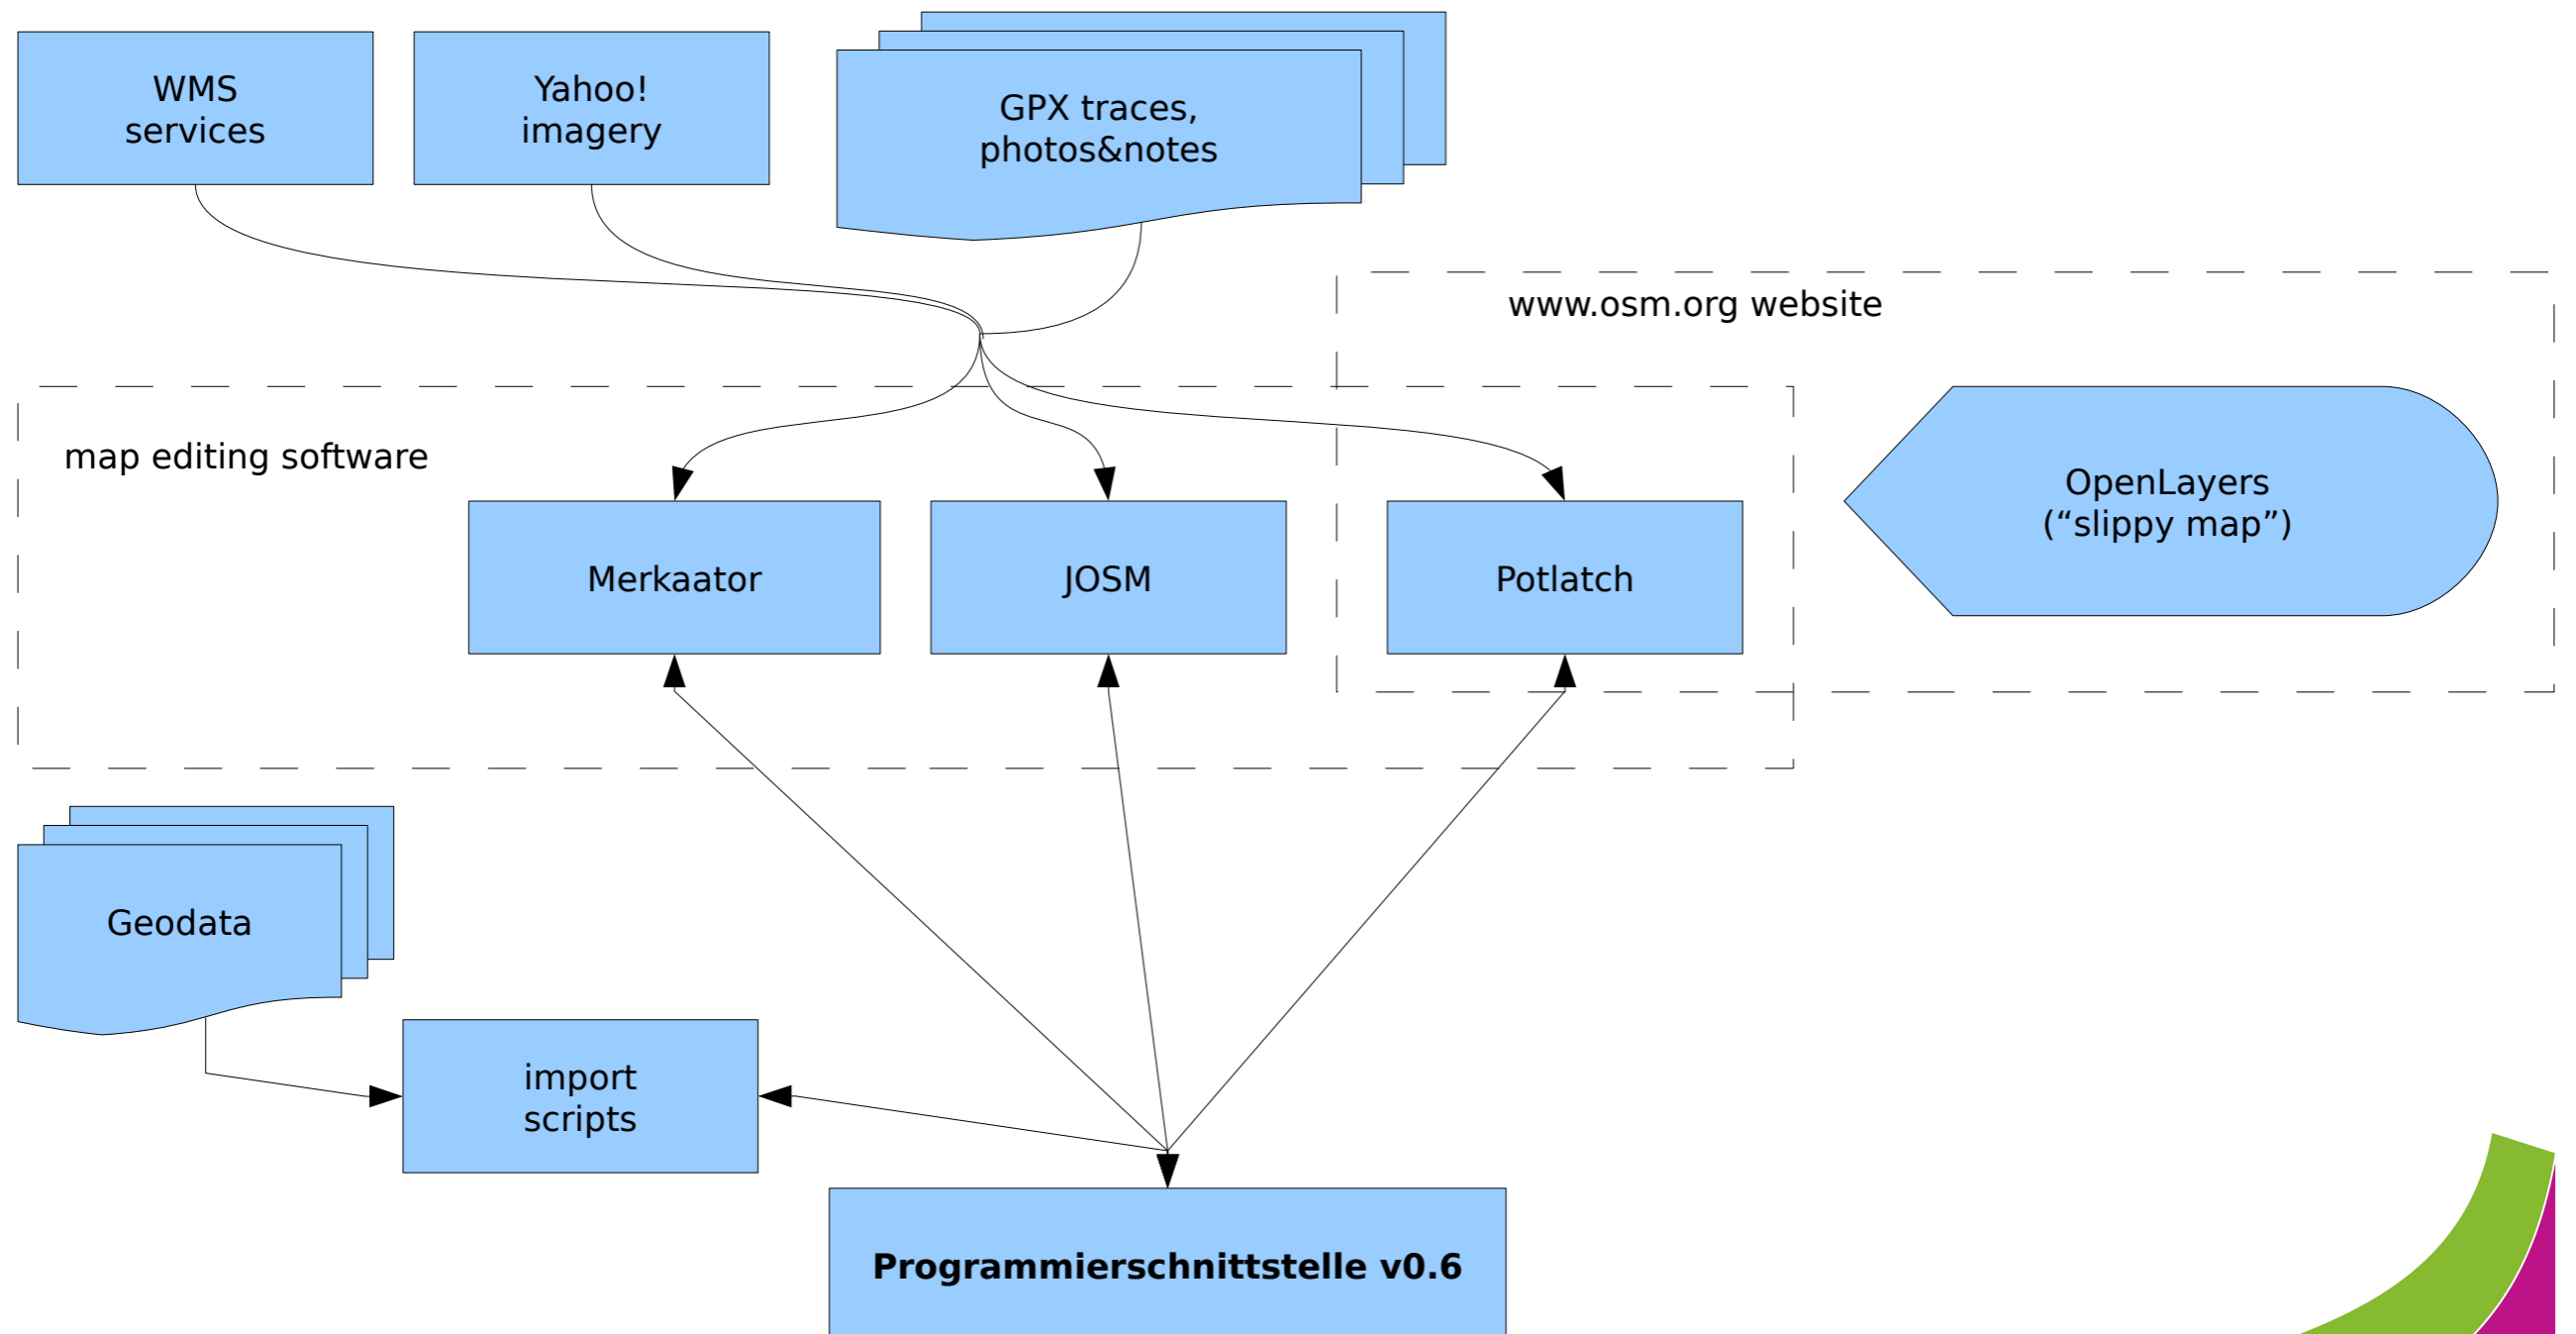 WMS
services
Yahoo!
imagery
GPX traces,
photos&notes
www.osm.org website
map editing software
OpenLayers
(“slippy map”)
Merkaator
JOSM
Potlatch
Geodata
import
scripts
Programmierschnittstelle v0.6